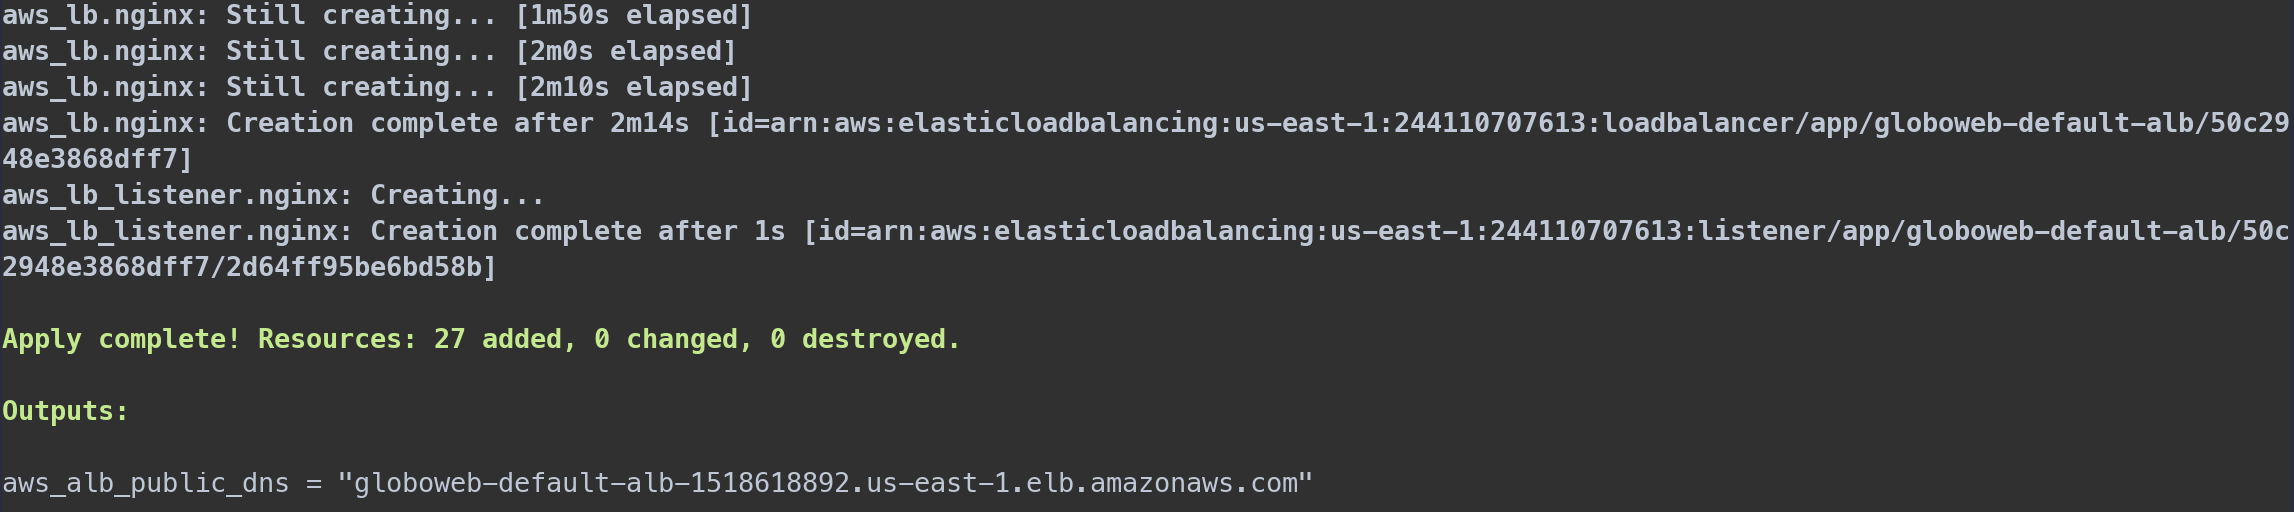 aws_lb.nginx: Still creating... [1m50s elapsed]
aws_lb.nginx: Still creating... [2m0s elapsed]
aws_lb.nginx: Still creating... [2m10s elapsed]
aws_lb.nginx: Creation complete after 2m14s [id=arn:aws:elasticloadbalancing:us-east-1:244110707613:loadbalancer/app/globoweb-default-alb/50c29
48e3868dff7]
aws_lb_listener.nginx: Creating...
aws_lb_listener.nginx: Creation complete after 1s [id=arn:aws:elasticloadbalancing:us-east-1:244110707613:listener/app/globoweb-default-alb/50c
2948e3868dff7/2d64ff95be6bd58b]
Apply complete! Resources: 27 added, 0 changed, 0 destroyed.
Outputs:
aws_alb_public_dns = "globoweb-default-alb-1518618892.us-east-1.elb.amazonaws.com"